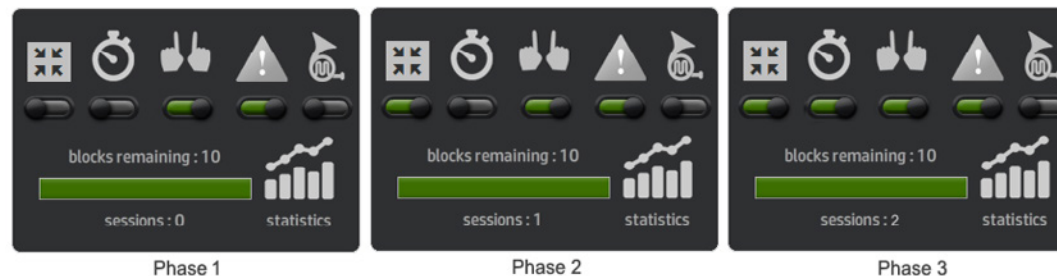 blocks remaining : 10
sessions : 0
statistics
Phase 1
blocks remaining : 10
sessions : 1
statistics
Phase 2
blocks remaining : 10
sessions : 2
statistics
Phase 3